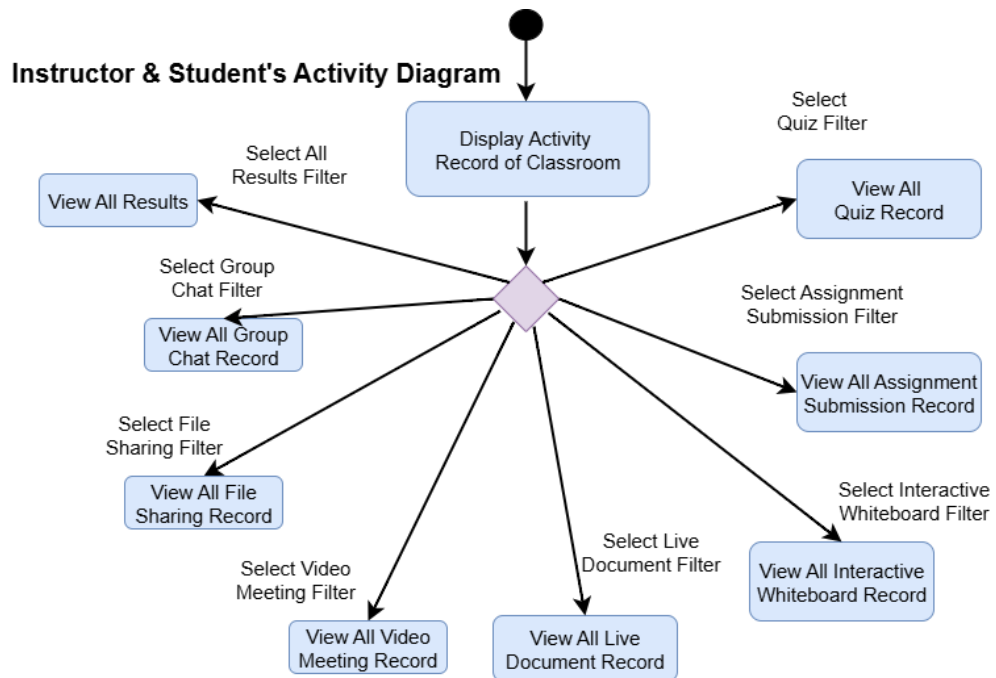 Instructor & Student's Activity Diagram
Display Activity
Record of Classroom
Select
Quiz Filter
Select All
Results Filter
View All Results
View All
Quiz Record
Select Group
Chat Filter
View All Group
Chat Record
Select Assignment
Submission Filter
View All Assignment
Submission Record
Select File
Sharing Filter
View All File
Sharing Record
Select Interactive
Whiteboard Filter
View All Interactive
Whiteboard Record
Select Video
Meeting Filter
View All Video
Meeting Record
Select Live
Document Filter
View All Live
Document Record